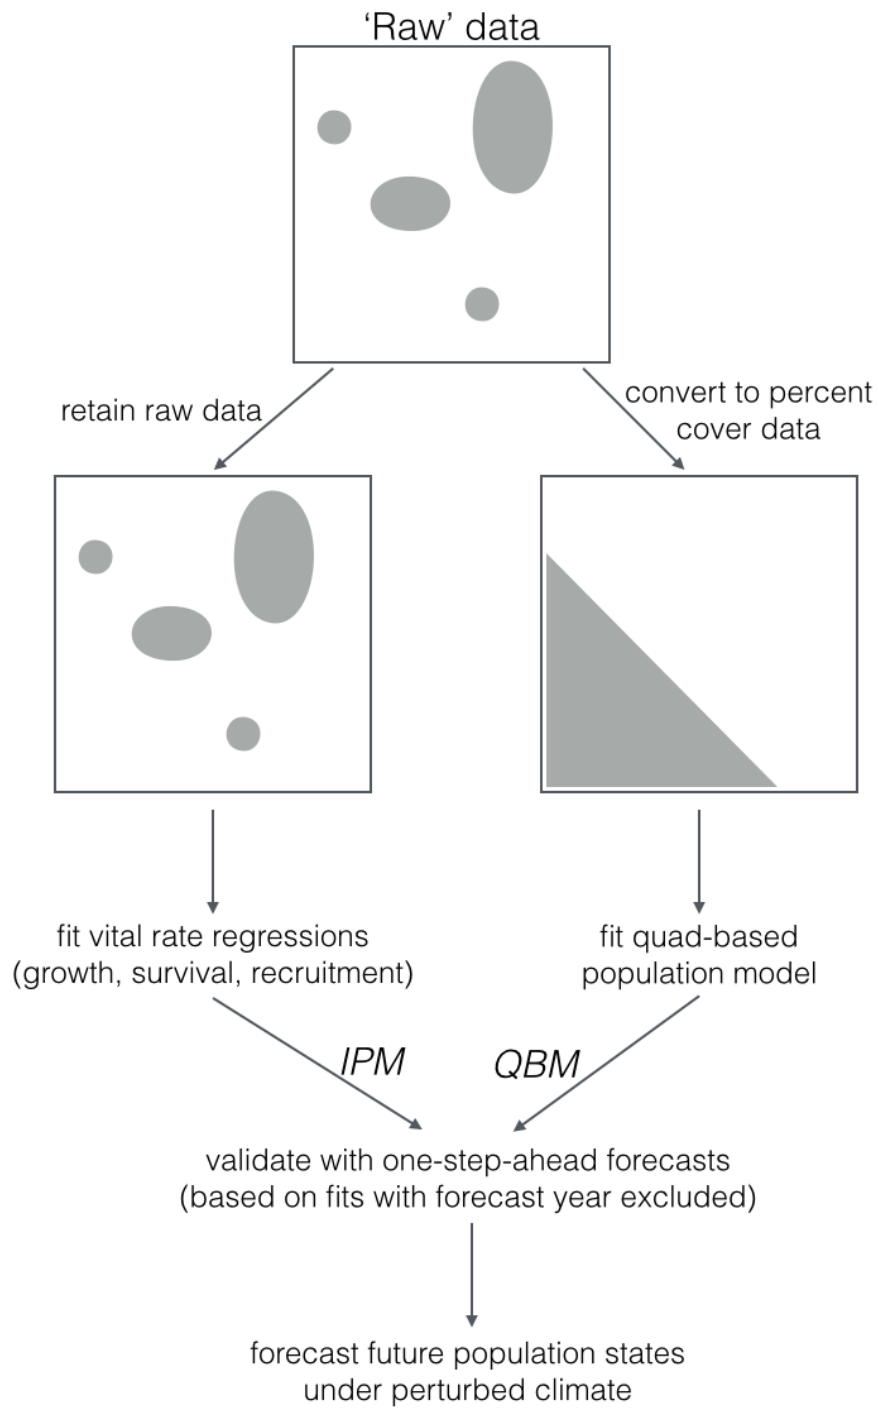 ‘Raw’ data
retain raw data
convert to percent
cover data
fit vital rate regressions
(growth, survival, recruitment)
fit quad-based
population model
IPM
QBM
validate with one-step-ahead forecasts
(based on fits with forecast year excluded)
forecast future population states
under perturbed climate